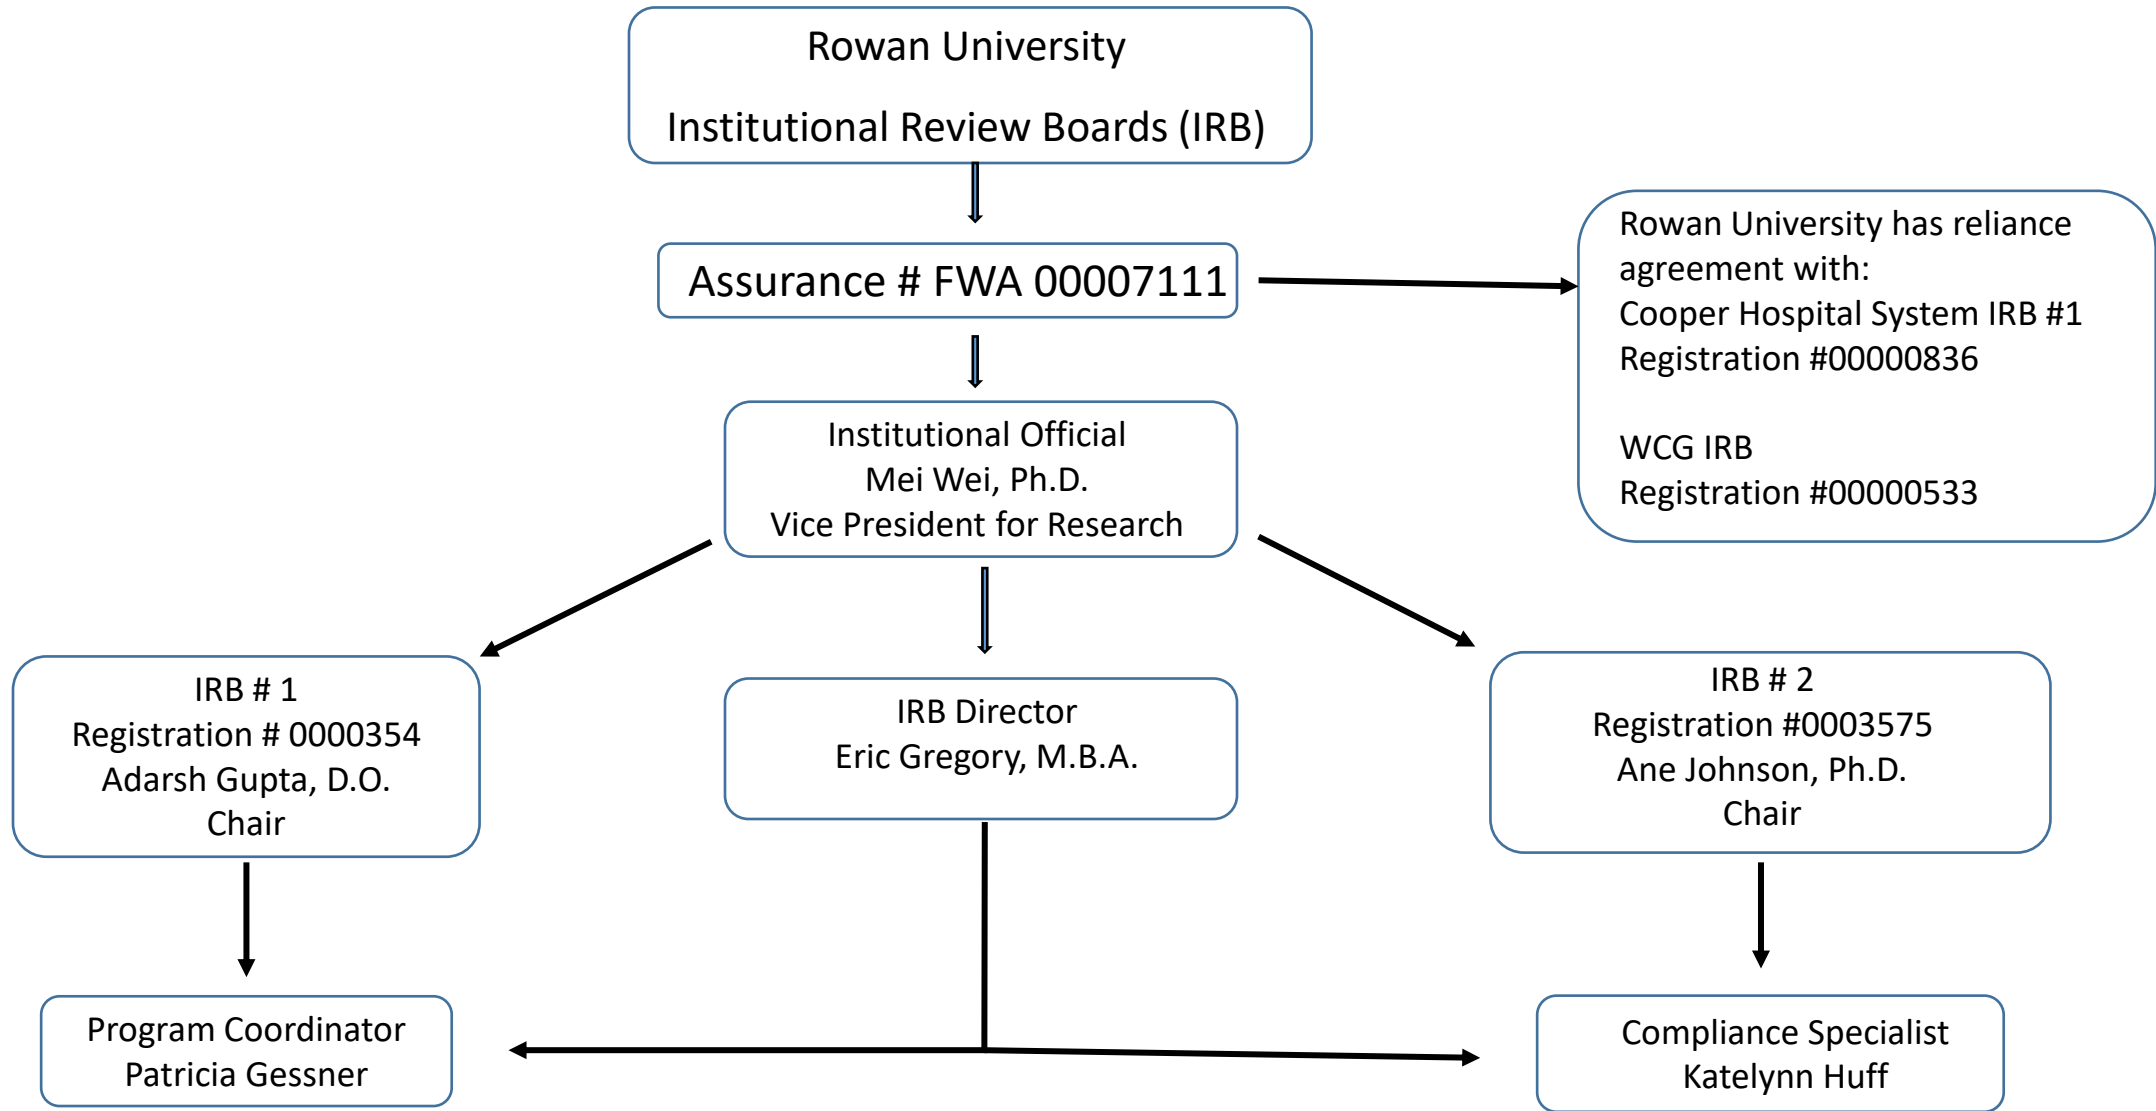 Rowan University
Institutional Review Boards (IRB)
Assurance # FWA 00007111
Rowan University has reliance
agreement with:
Cooper Hospital System IRB #1
Registration #00000836
WCG IRB
Registration #00000533
Institutional Official
Mei Wei, Ph.D.
Vice President for Research
IRB # 1
Registration # 0000354
Adarsh Gupta, D.O.
Chair
IRB Director
Eric Gregory, M.B.A.
IRB # 2
Registration #0003575
Ane Johnson, Ph.D.
Chair
Program Coordinator
Patricia Gessner
Compliance Specialist
Katelynn Huff